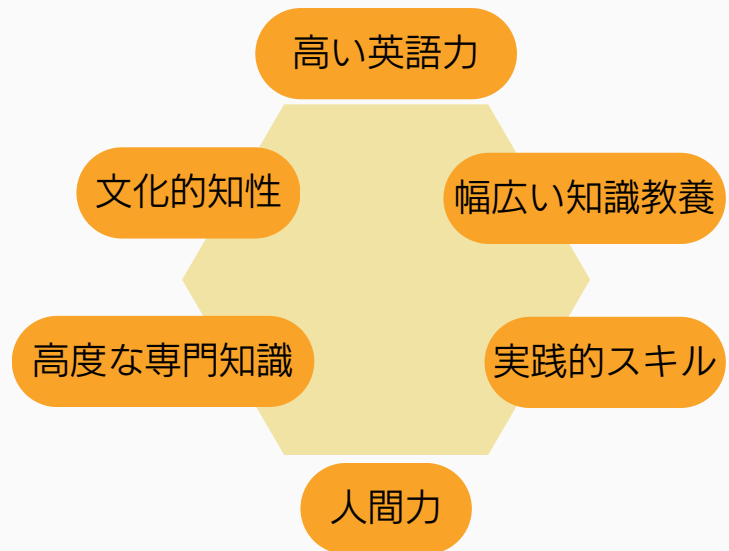 高い英語力
文化的知性
幅広い知識教養
高度な専門知識
実践的スキル
人間力